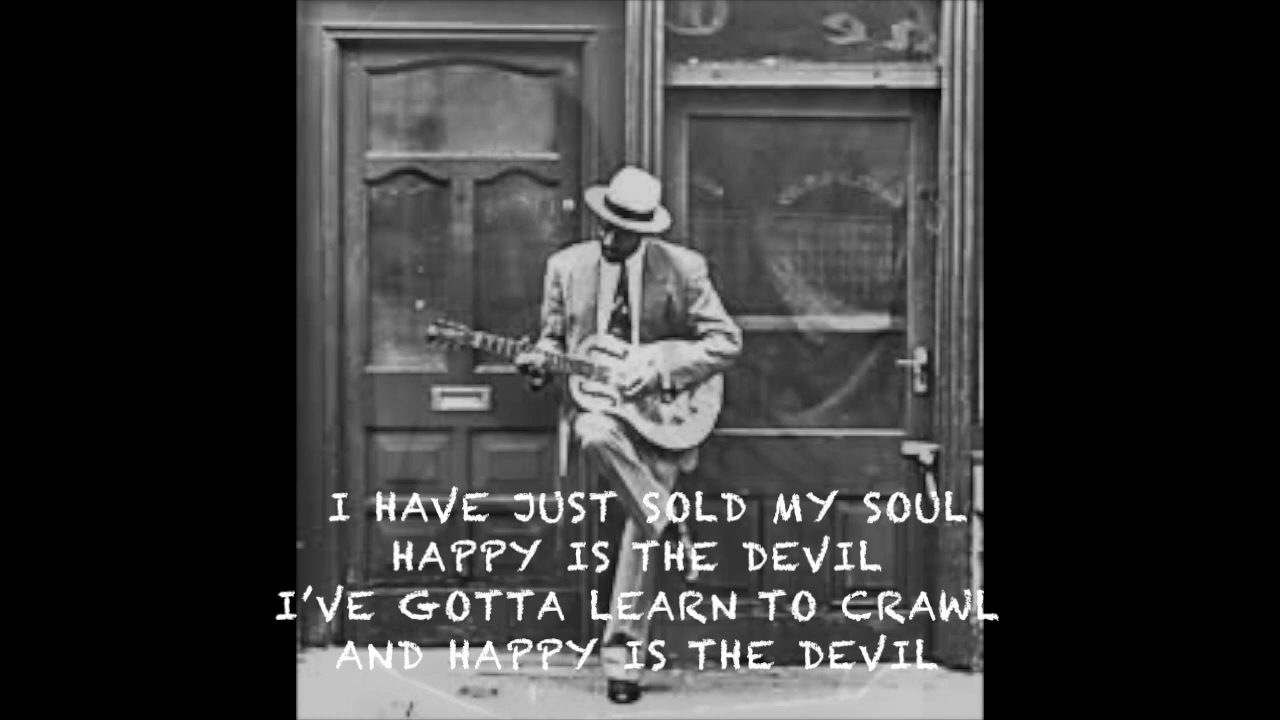 I HAVE JUST SOLD MY SOUL
HAPPY IS THE DEVIL
I'VE GOTTA LEARN TO CRAWL
AND HAPPY IS THE DEVIL